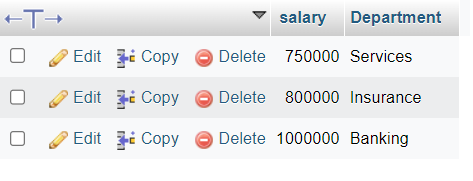 salary Department
Edit Copy Delete 750000 Services
Edit Copy Delete 800000 Insurance
Edit Copy Delete 1000000 Banking